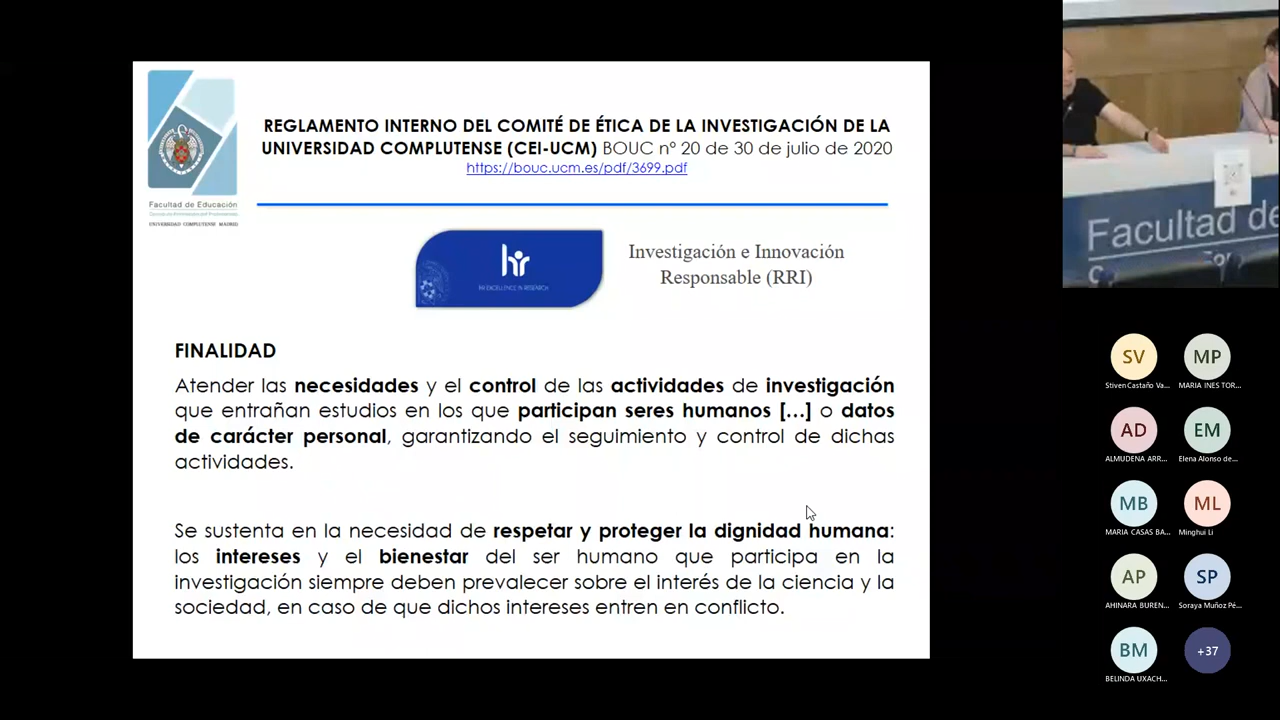 REGLAMENTO INTERNO DEL COMITÉ DE ÉTICA DE LA INVESTIGACIÓN DE LA
UNIVERSIDAD COMPLUTENSE (CEI-UCM) BOUC nº 20 de 30 de julio de 2020
https://bouc.ucm.es/pdf/3699.pdf
Facultad de Educación
UNIVERSIDAD COMPLUTENSE MADRID
hr
HR EXCELLENCE IN RESEARCH
Investigación e Innovación
Responsable (RRI)
FINALIDAD
Atender las necesidades y el control de las actividades de investigación
que entrañan estudios en los que participan seres humanos [...] o datos
de carácter personal, garantizando el seguimiento y control de dichas
actividades.
Se sustenta en la necesidad de respetar y proteger la dignidad humana:
los intereses y el bienestar del ser humano que participa en la
investigación siempre deben prevalecer sobre el interés de la ciencia y la
sociedad, en caso de que dichos intereses entren en conflicto.
Facultad de
SV
Stiven Castaño Va...
MP
MARIA INES TOR...
AD
ALMUDENA ARR...
EM
Elena Alonso de...
MB
MARIA CASAS BA...
ML
Minghui Li
AP
AHINARA BUREN...
SP
Soraya Muñoz Pé...
BM
BELINDA UXACH...
+37